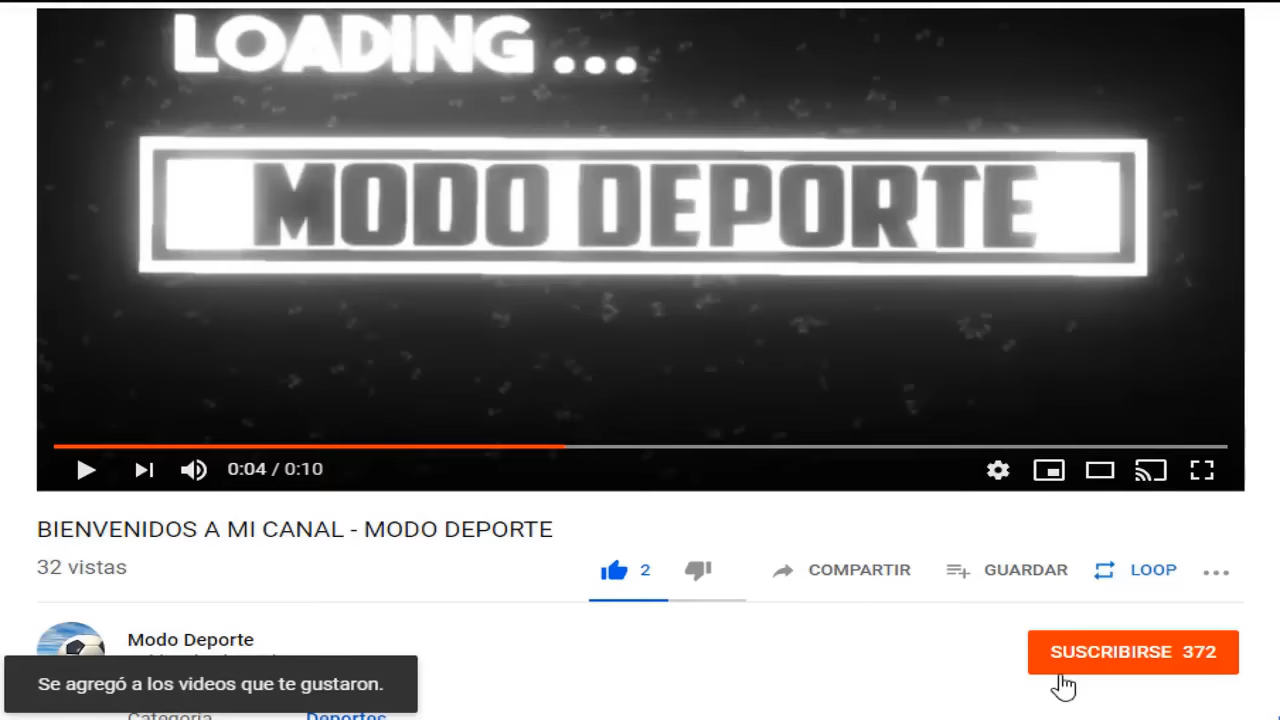 LOADING ...
MODO DEPORTE
0:04 / 0:10
BIENVENIDOS A MI CANAL - MODO DEPORTE
32 vistas
2
COMPARTIR
GUARDAR
LOOP
Modo Deporte
SUSCRIBIRSE 372
Se agregó a los videos que te gustaron.
Categoría
Deportes